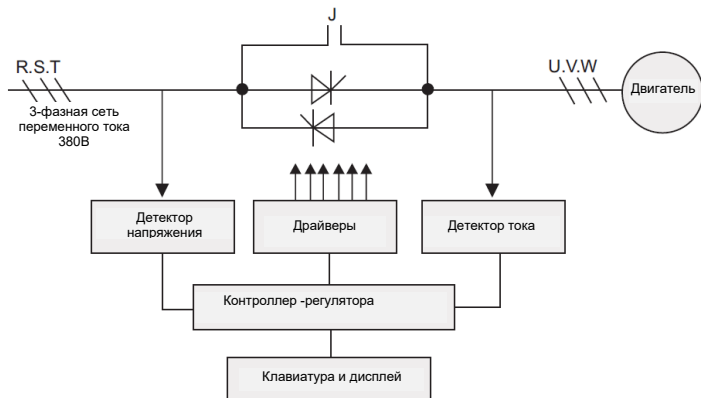 J
R.S.T
U.V.W
Двигатель
3-фазная сеть
переменного тока
380В
Детектор
напряжения
Драйверы
Детектор тока
Контроллер -регулятора
Клавиатура и дисплей